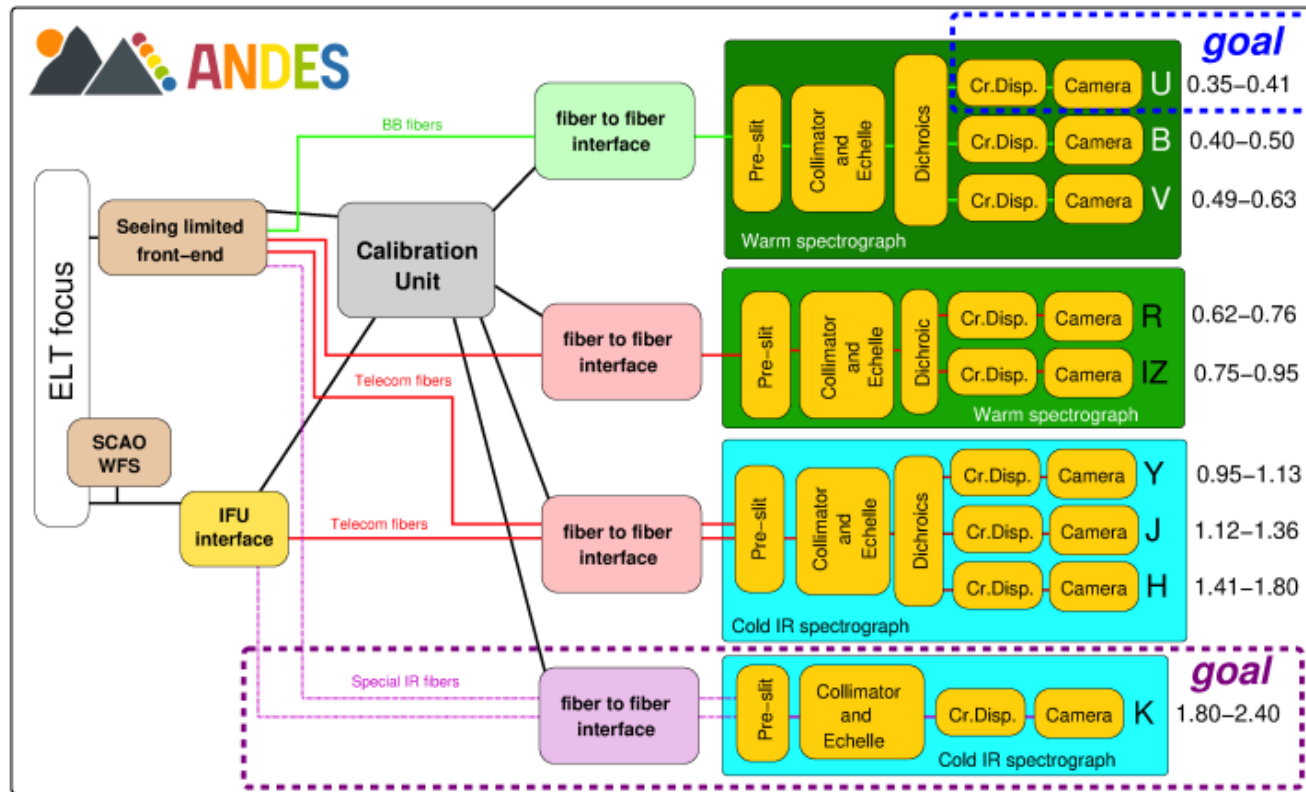 ANDES
goal
BB fibers
fiber to fiber
interface
Pre-slit
Collimator
and
Echelle
Dichroics
Cr.Disp.
Camera
U
0.35-0.41
Cr.Disp.
Camera
B
0.40-0.50
Cr.Disp.
Camera
V
0.49-0.63
Warm spectrograph
ELT focus
Seeing limited
front-end
Calibration
Unit
fiber to fiber
interface
Pre-slit
Collimator
and
Echelle
Dichroic
Cr.Disp.
Camera
R
0.62-0.76
Cr.Disp.
Camera
IZ
0.75-0.95
Warm spectrograph
Telecom fibers
SCAO
WFS
IFU
interface
Telecom fibers
fiber to fiber
interface
Pre-slit
Collimator
and
Echelle
Dichroics
Cr.Disp.
Camera
Y
0.95-1.13
Cr.Disp.
Camera
J
1.12-1.36
Cr.Disp.
Camera
H
1.41-1.80
Cold IR spectrograph
Special IR fibers
fiber to fiber
interface
Pre-slit
Collimator
and
Echelle
Cr.Disp.
Camera
K
goal
1.80-2.40
Cold IR spectrograph